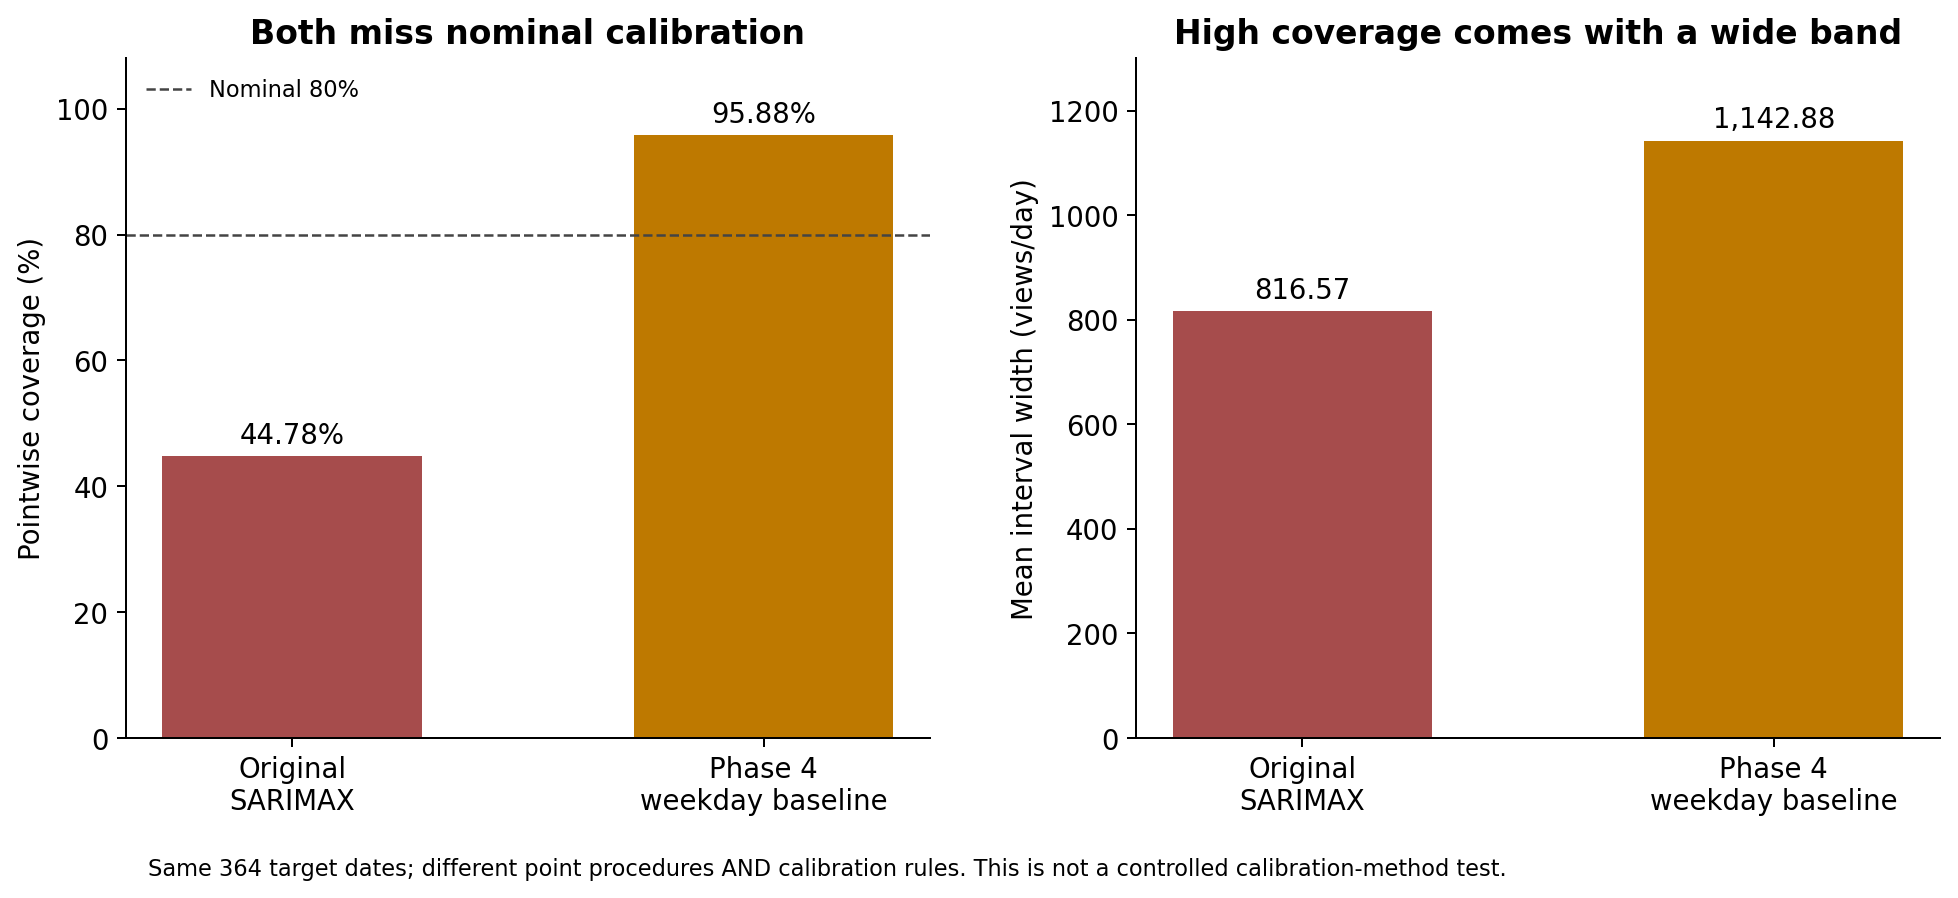 Both miss nominal calibration
Nominal 80%
Pointwise coverage (%)
100
80
60
40
20
0
44.78%
95.88%
Original
SARIMAX
Phase 4
weekday baseline
High coverage comes with a wide band
Mean interval width (views/day)
1200
1000
800
600
400
200
0
816.57
1,142.88
Original
SARIMAX
Phase 4
weekday baseline
Same 364 target dates; different point procedures AND calibration rules. This is not a controlled calibration-method test.